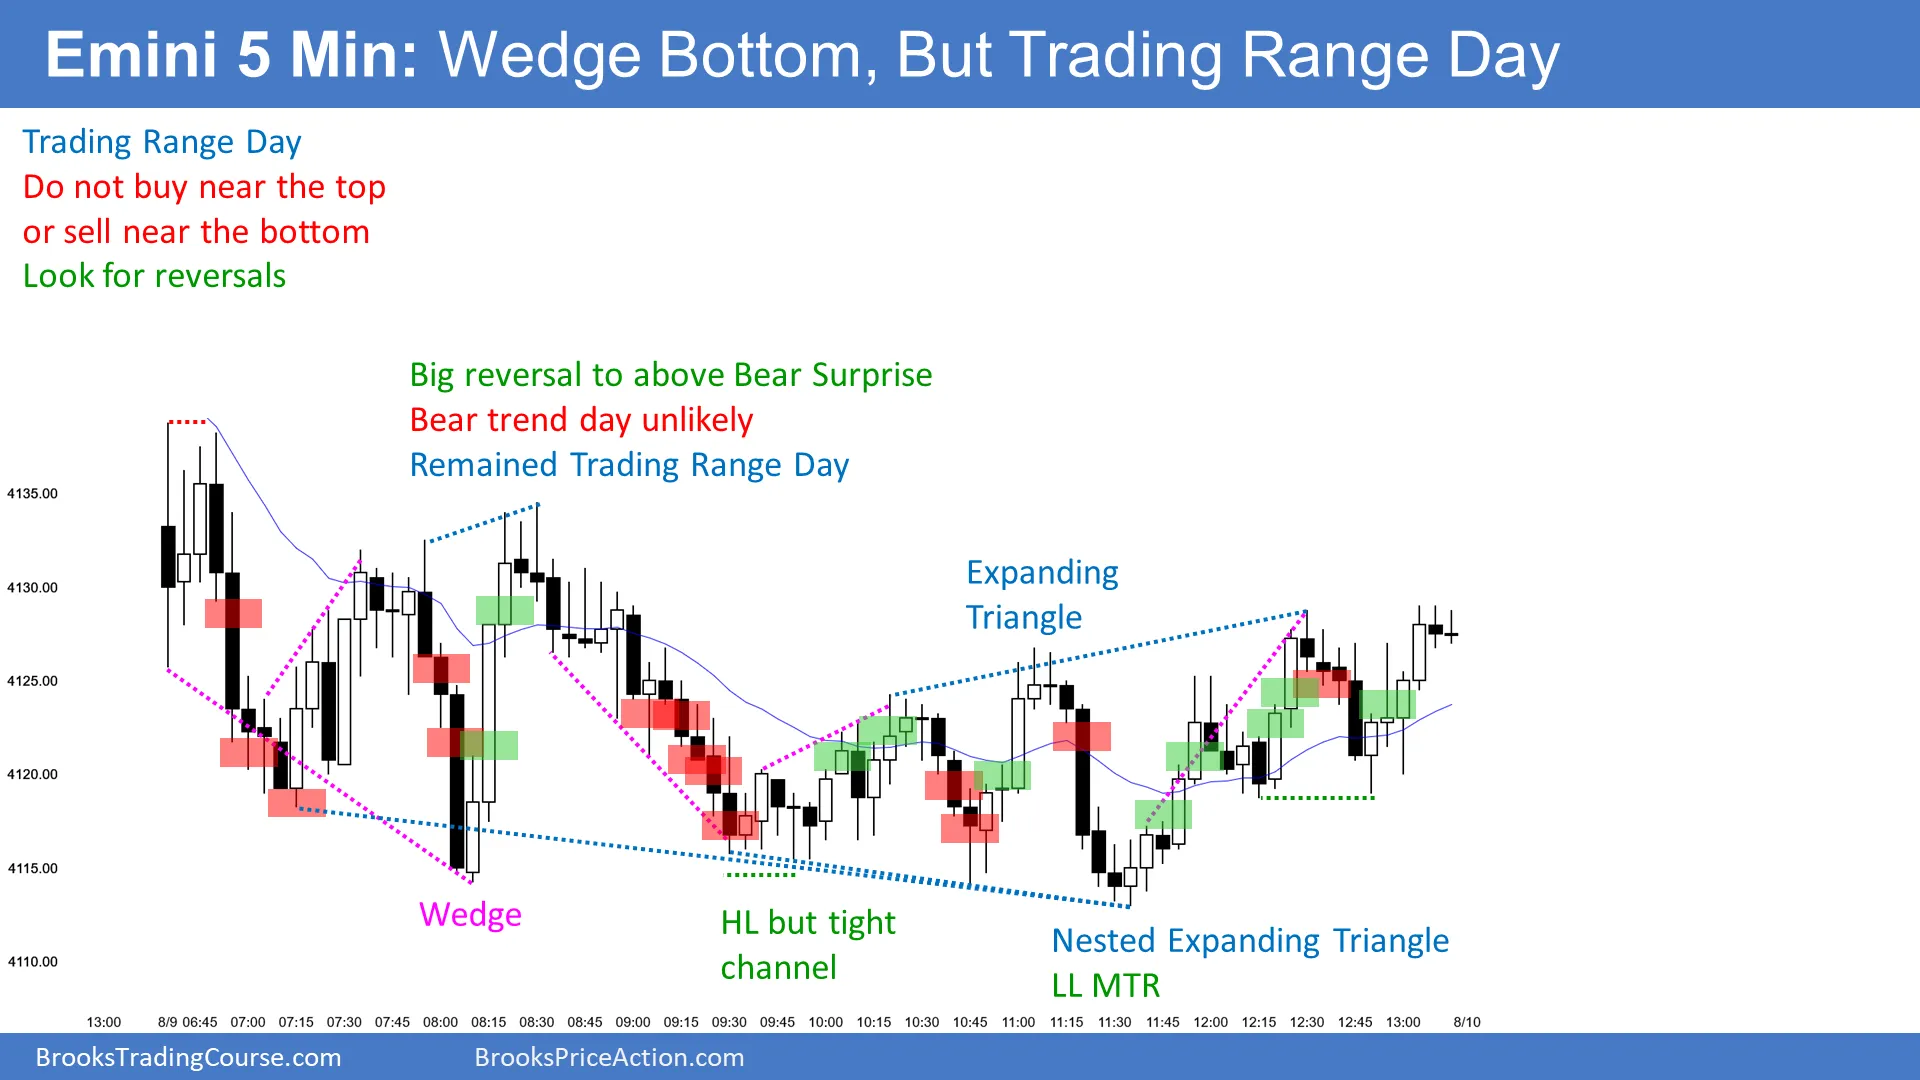 Emini 5 Min: Wedge Bottom, But Trading Range Day
Trading Range Day
Do not buy near the top
or sell near the bottom
Look for reversals
Big reversal to above Bear Surprise
Bear trend day unlikely
Remained Trading Range Day
4135.00
4130.00
4125.00
4120.00
4115.00
4110.00
Expanding
Triangle
Wedge
HL but tight
channel
Nested Expanding Triangle
LL MTR
13:00 8/9 06:45 07:00 07:15 07:30 07:45 08:00 08:15 08:30 08:45 09:00 09:15 09:30 09:45 10:00 10:15 10:30 10:45 11:00 11:15 11:30 11:45 12:00 12:15 12:30 12:45 13:00 8/10
BrooksTradingCourse.com BrooksPriceAction.com